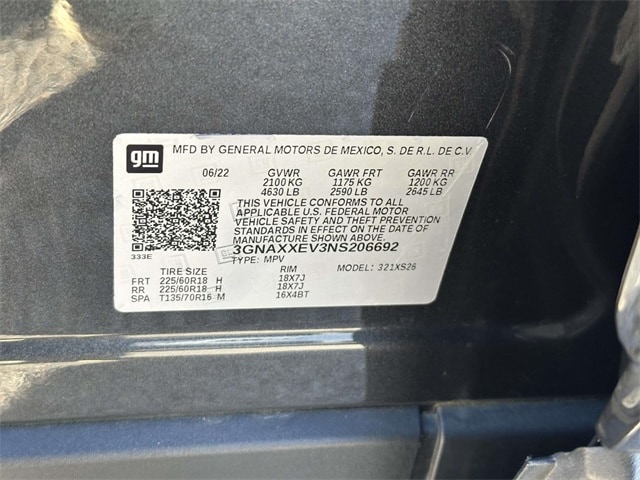 gm MFD BY GENERAL MOTORS DE MEXICO, S. DE R.L. DE C.V.
06/22 GVWR GAWR FRT GAWR RR
2100 KG 1175 KG 1200 KG
4630 LB 2590 LB 2645 LB
THIS VEHICLE CONFORMS TO ALL
APPLICABLE U.S. FEDERAL MOTOR
VEHICLE SAFETY AND THEFT PREVENTION
STANDARDS IN EFFECT ON THE DATE OF
MANUFACTURE SHOWN ABOVE.
333E 3GNAXXEV3NS206692
TYPE: MPV
TIRE SIZE RIM MODEL: 321XS26
FRT 225/60R18 H 18X7J
RR 225/60R18 H 18X7J
SPA T135/70R16 M 16X4BT